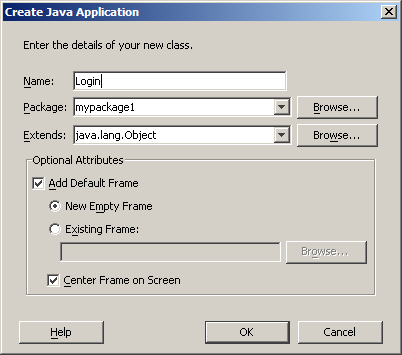 Create Java Application
Enter the details of your new class.
Name: Login
Package: mypackage1 Browse...
Extends: java.lang.Object Browse...
Optional Attributes
Add Default Frame
New Empty Frame
Existing Frame:
Browse...
Center Frame on Screen
Help OK Cancel